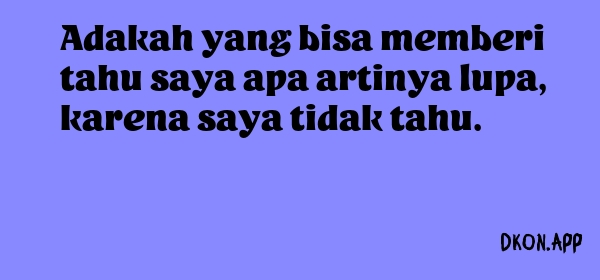 Adakah yang bisa memberi
tahu saya apa artinya lupa,
karena saya tidak tahu.
DKON.APP